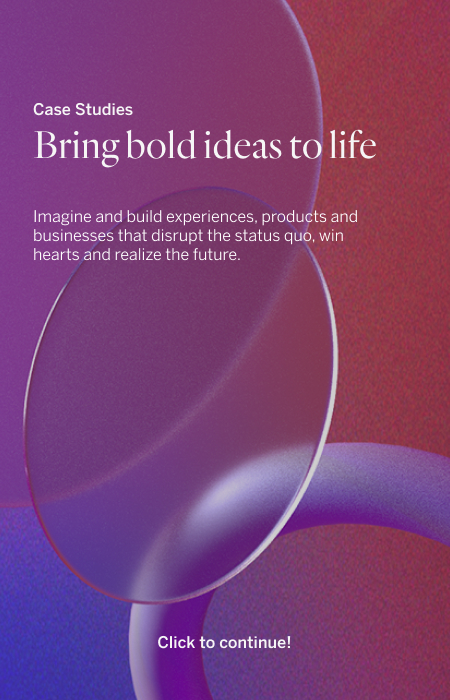 Case Studies
Bring bold ideas to life
Imagine and build experiences, products and
businesses that disrupt the status quo, win
hearts and realize the future.
Click to continue!